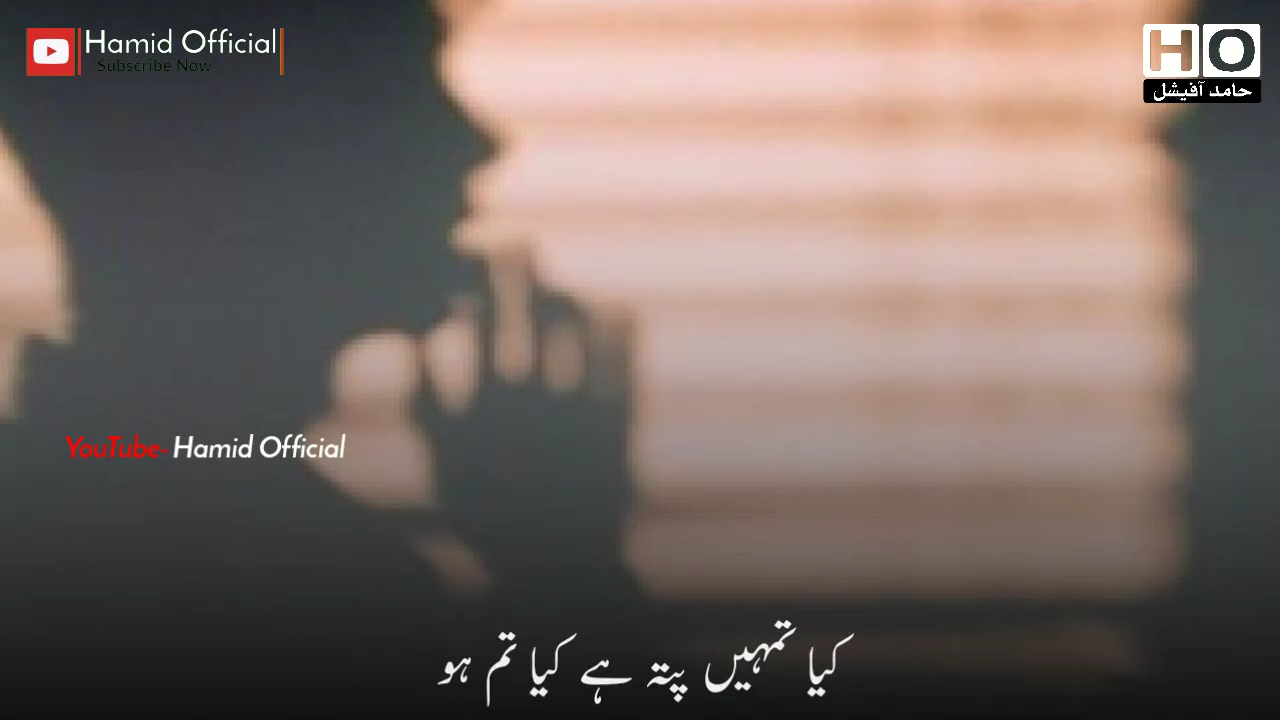 Hamid Official
Subscribe Now
HO
حامد آفیشل
YouTube- Hamid Official
کیا تمہیں پتہ ہے کیا تم ہو